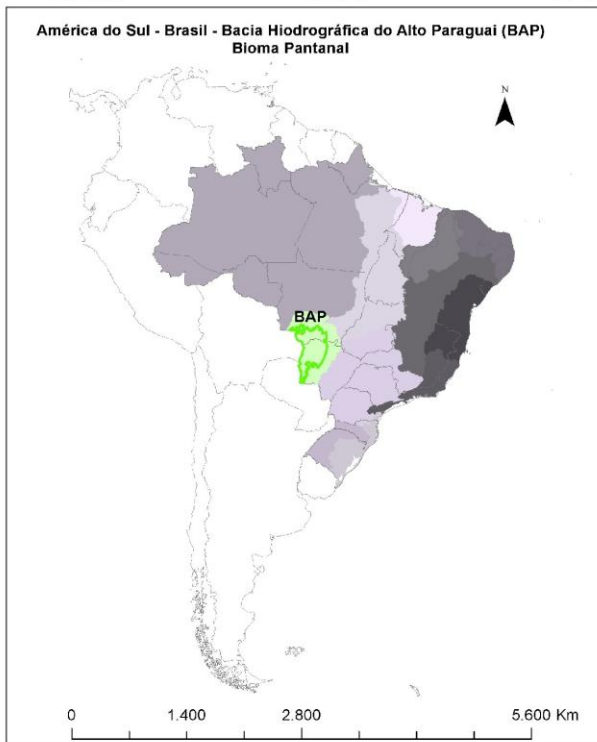 América do Sul - Brasil - Bacia Hiodrográfica do Alto Paraguai (BAP)
Bioma Pantanal
N
BAP
0 1.400 2.800 5.600 Km